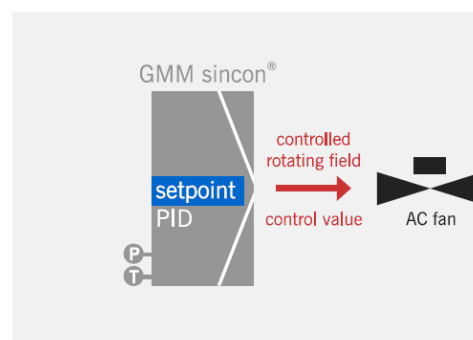 GMM sincon®
controlled
rotating field
setpoint
PID
control value
AC fan
P
T